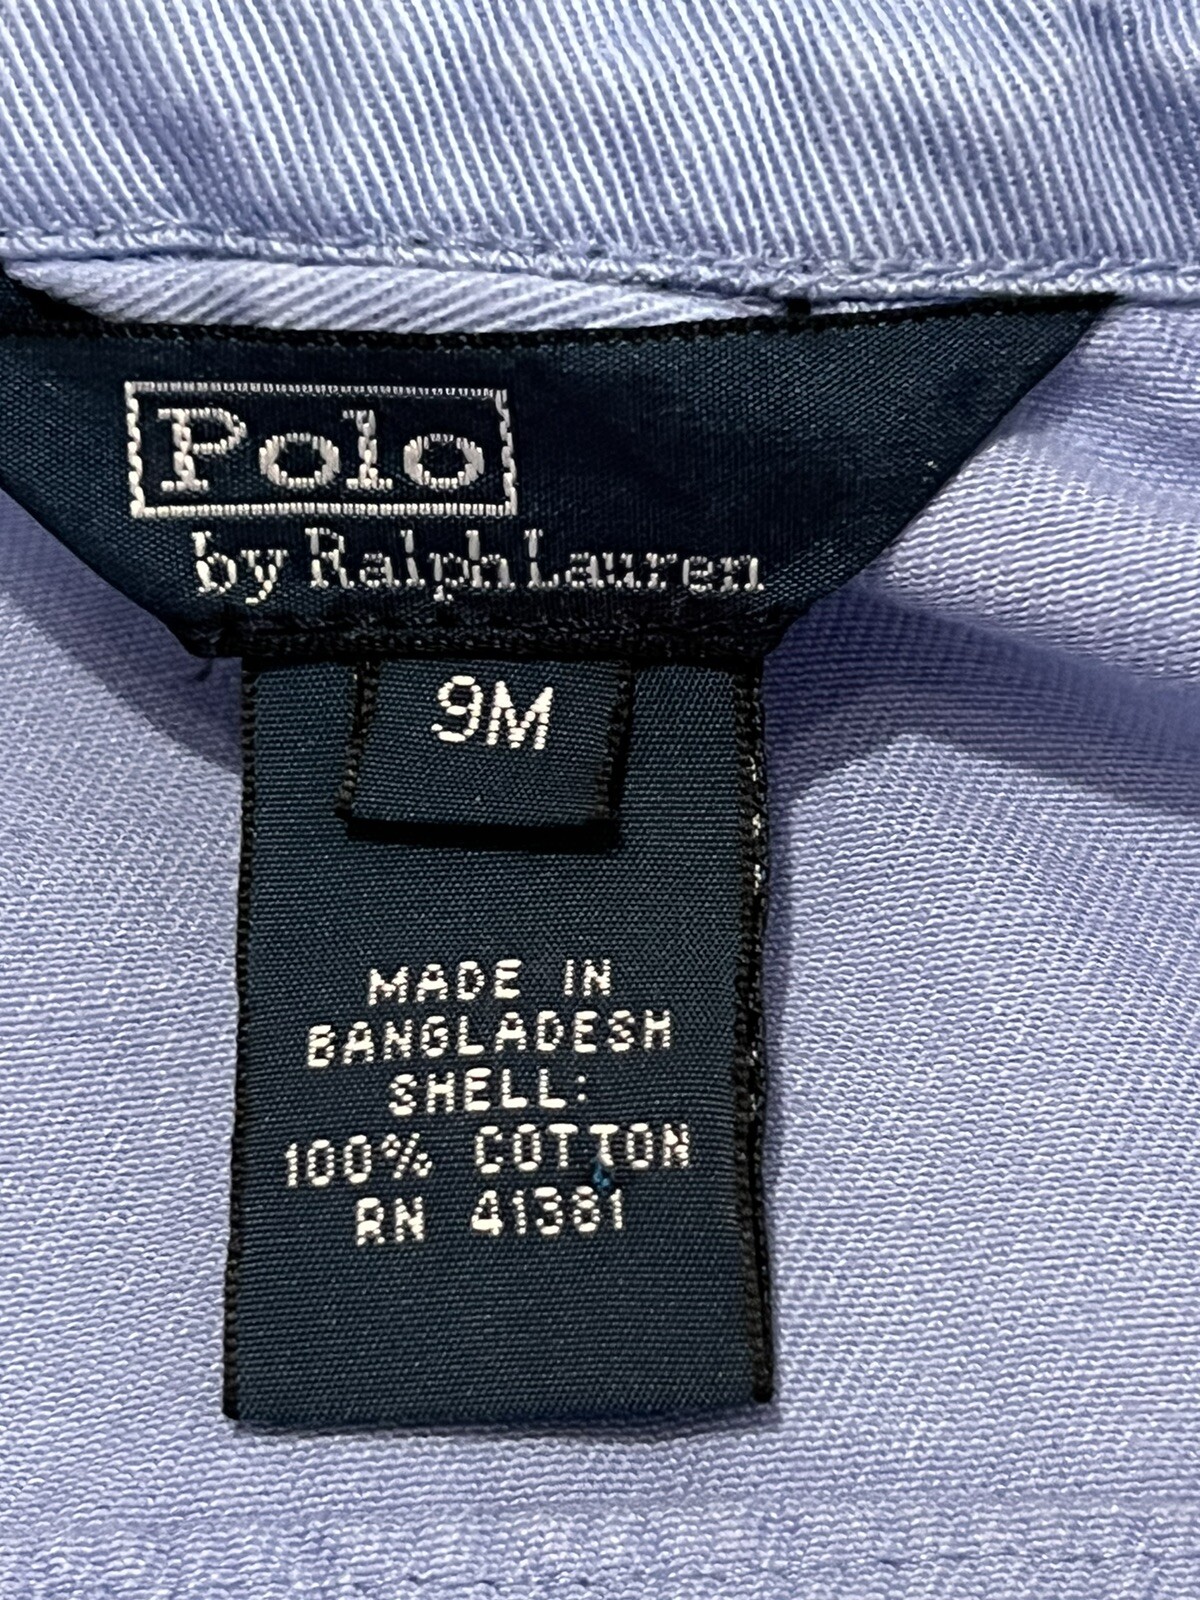 Polo
by Ralph Lauren
9M
MADE IN
BANGLADESH
SHELL:
100% COTTON
RN 41381